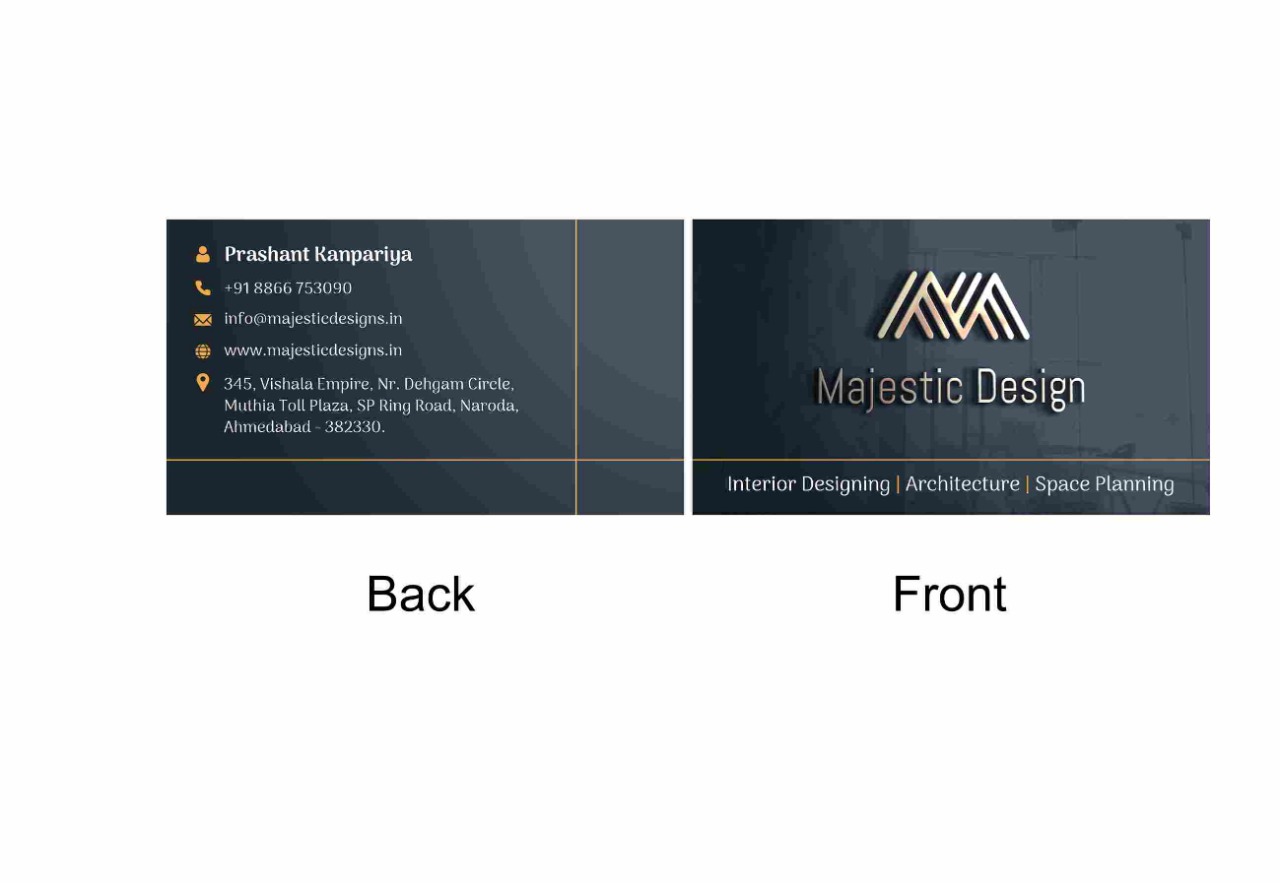 Prashant Kanpariya
+91 8866 753090
info@majesticdesigns.in
www.majesticdesigns.in
345, Vishala Empire, Nr. Dehgam Circle,
Muthia Toll Plaza, SP Ring Road, Naroda,
Ahmedabad - 382330.
Majestic Design
Interior Designing | Architecture | Space Planning
Back
Front